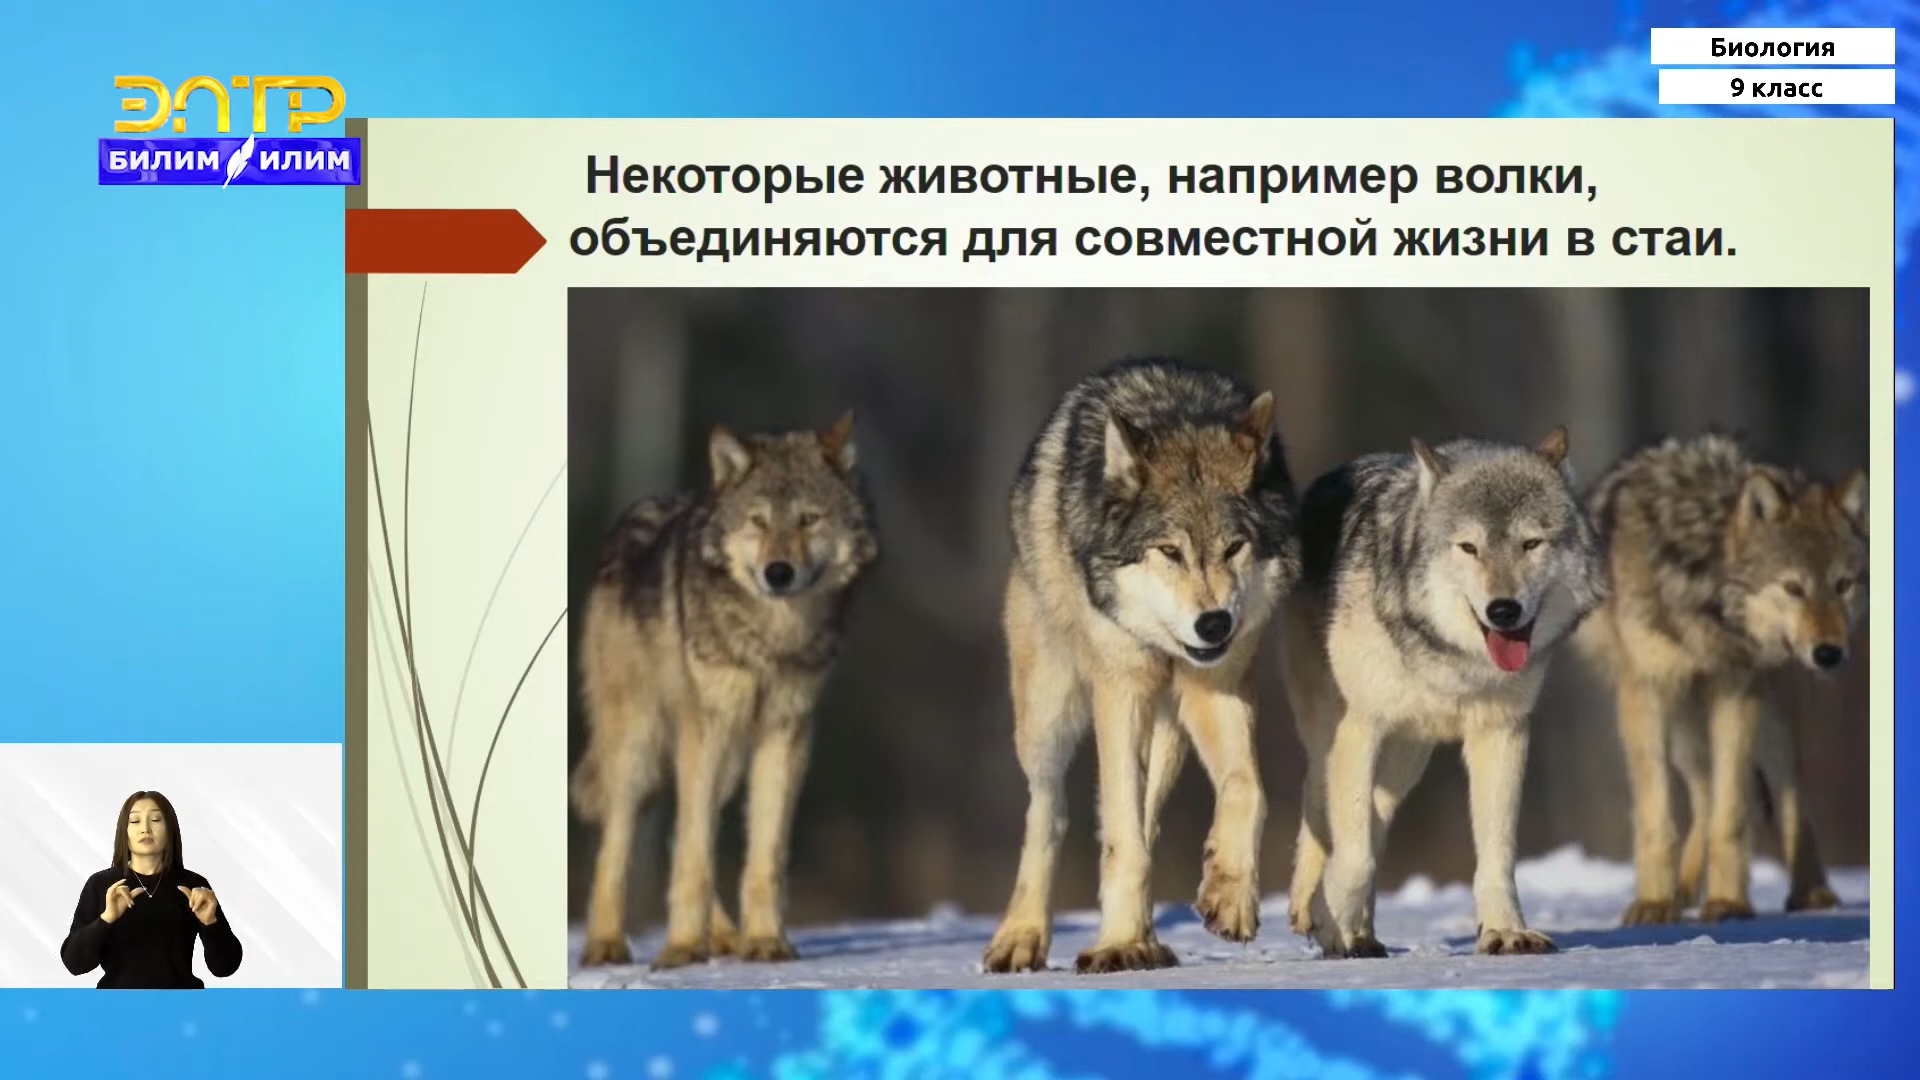 Биология
9 класс
ЭЛТР
БИЛИМ ИЛИМ
Некоторые животные, например волки,
объединяются для совместной жизни в стаи.